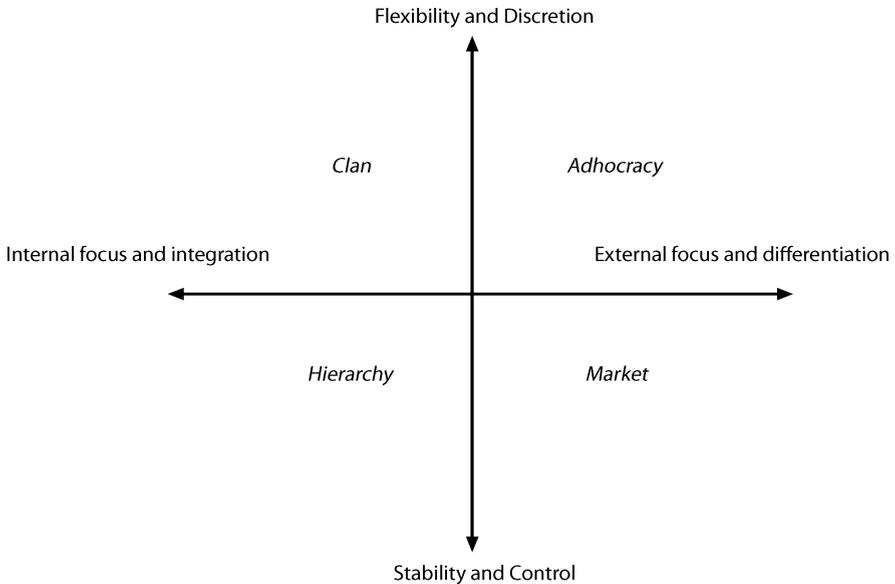 Flexibility and Discretion
Clan
Adhocracy
Internal focus and integration
External focus and differentiation
Hierarchy
Market
Stability and Control